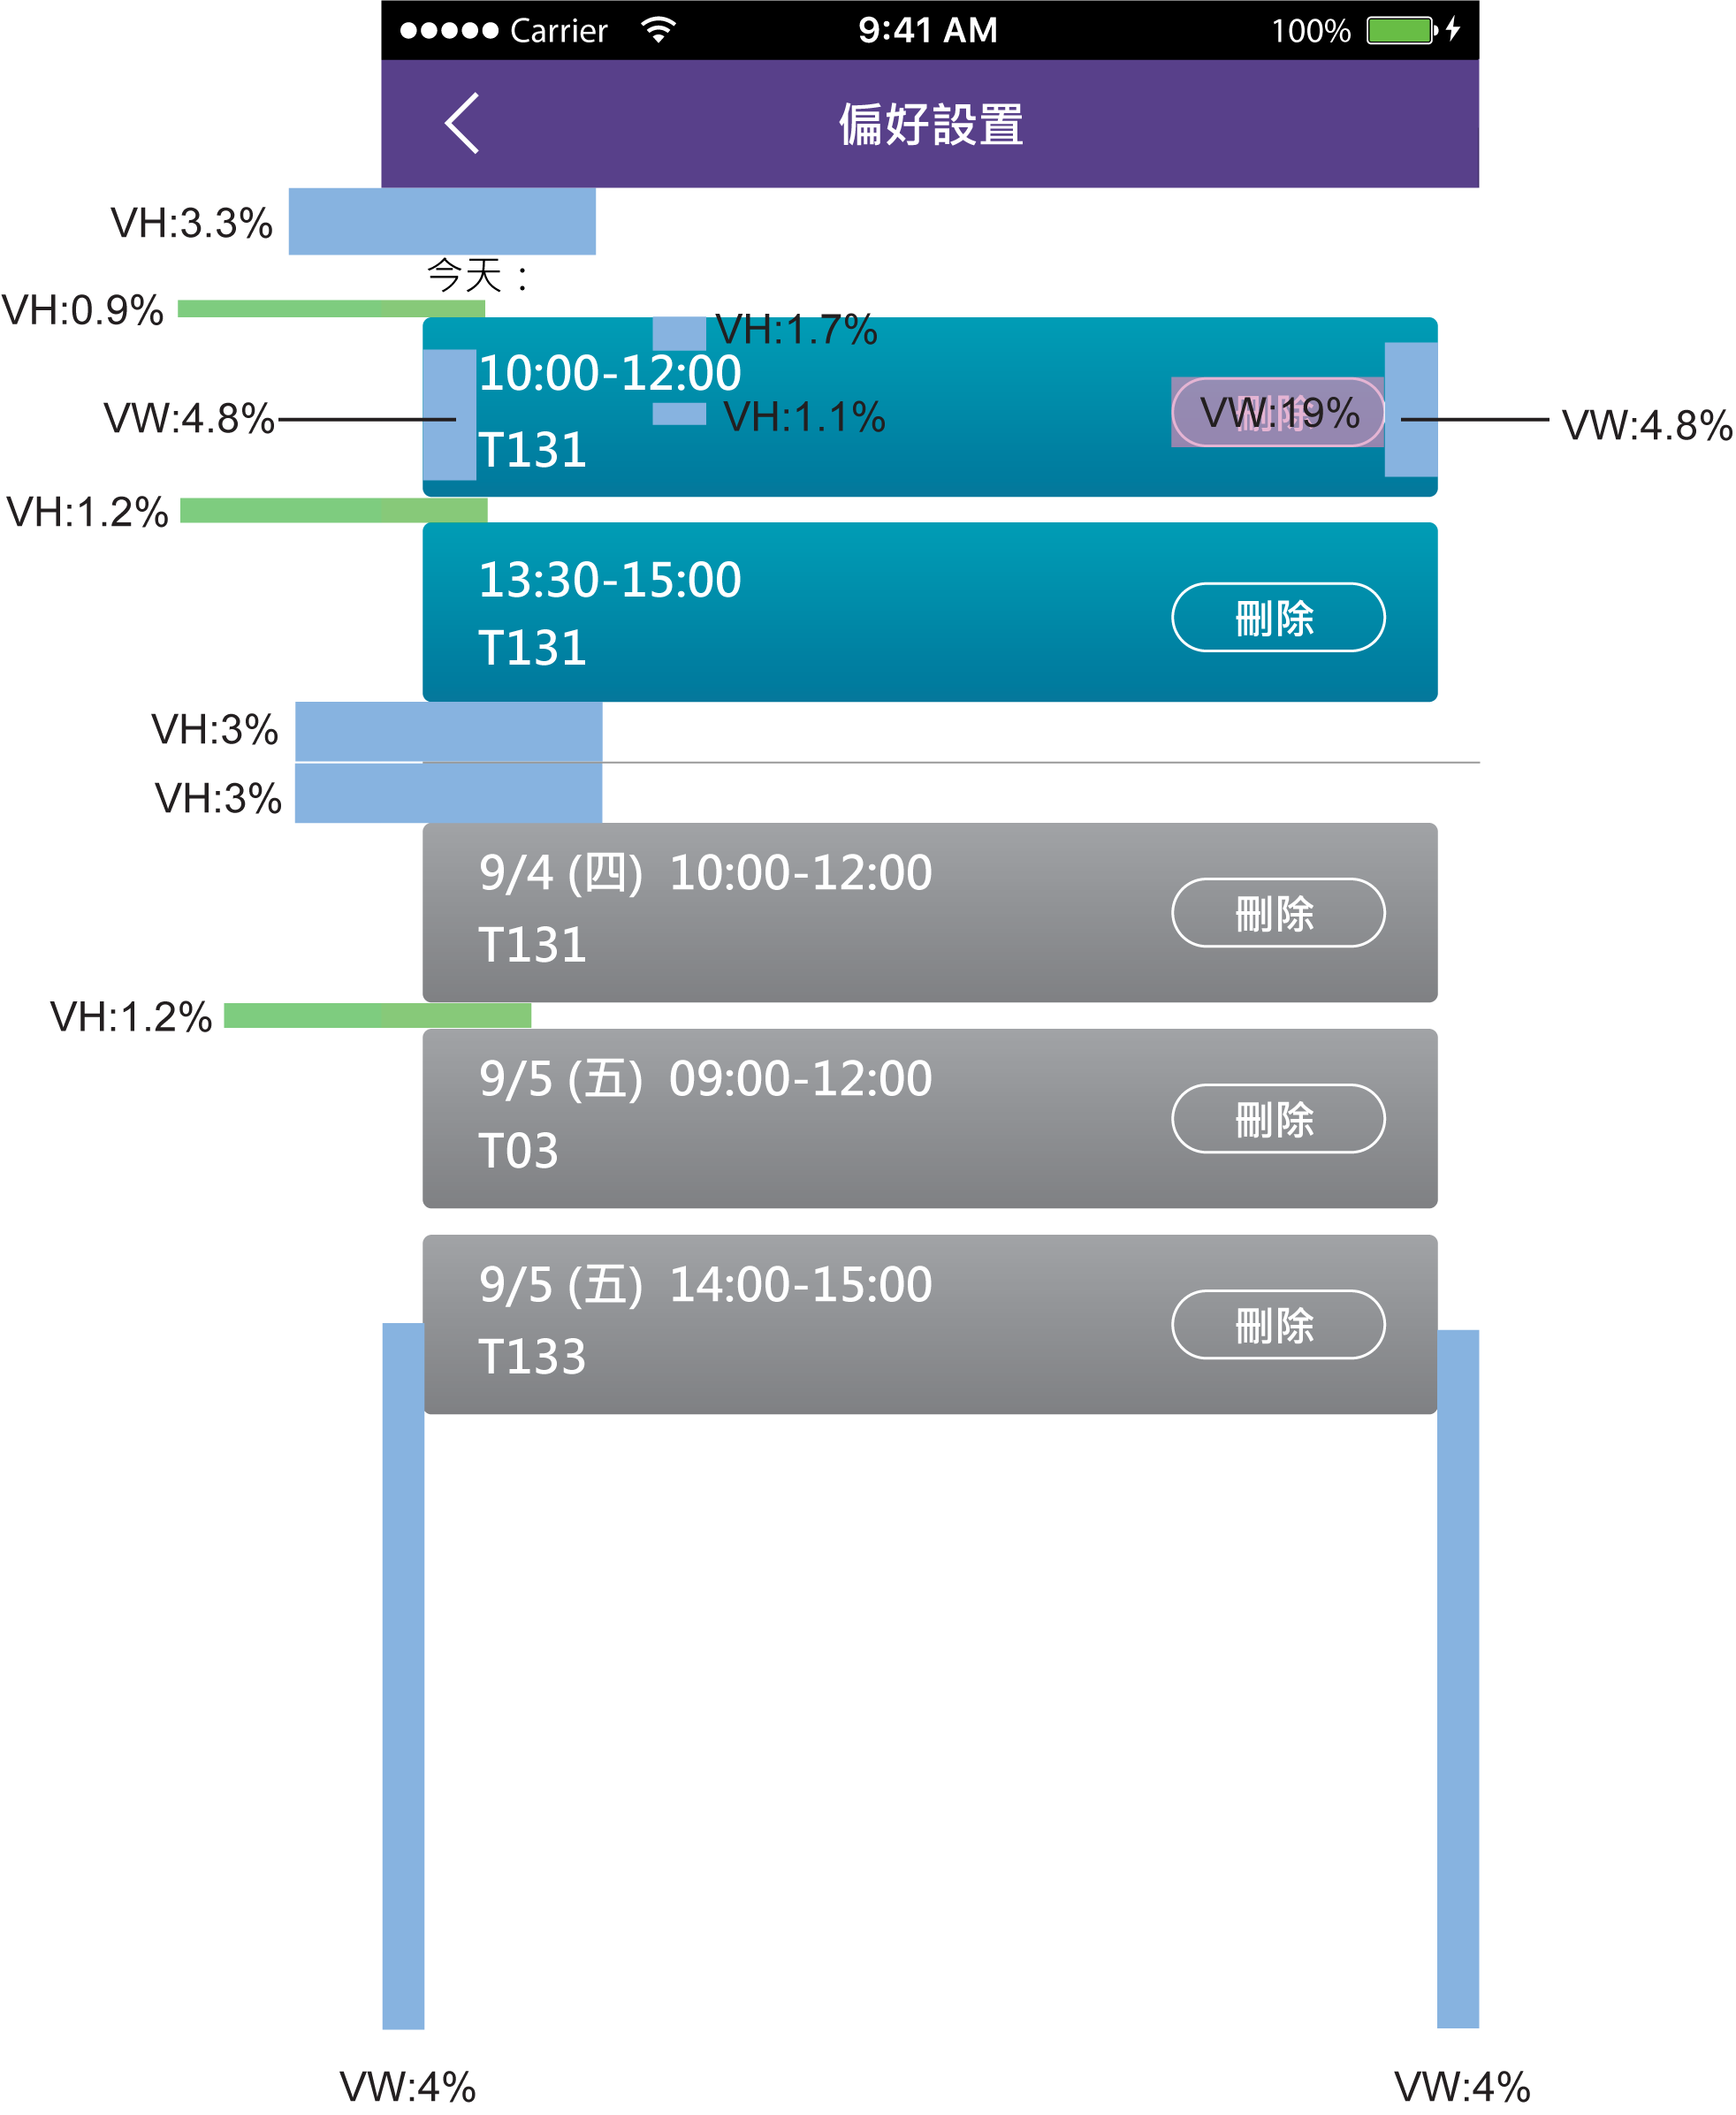 Carrier 9:41 AM 100%
偏好設置
VH:3.3%
今天：
VH:0.9%
VH:1.7%
10:00-12:00
VW:4.8%
VH:1.1%
刪除
VW:19%
VW:4.8%
T131
VH:1.2%
13:30-15:00
刪除
T131
VH:3%
VH:3%
9/4 (四) 10:00-12:00
刪除
T131
VH:1.2%
9/5 (五) 09:00-12:00
刪除
T03
9/5 (五) 14:00-15:00
刪除
T133
VW:4%
VW:4%